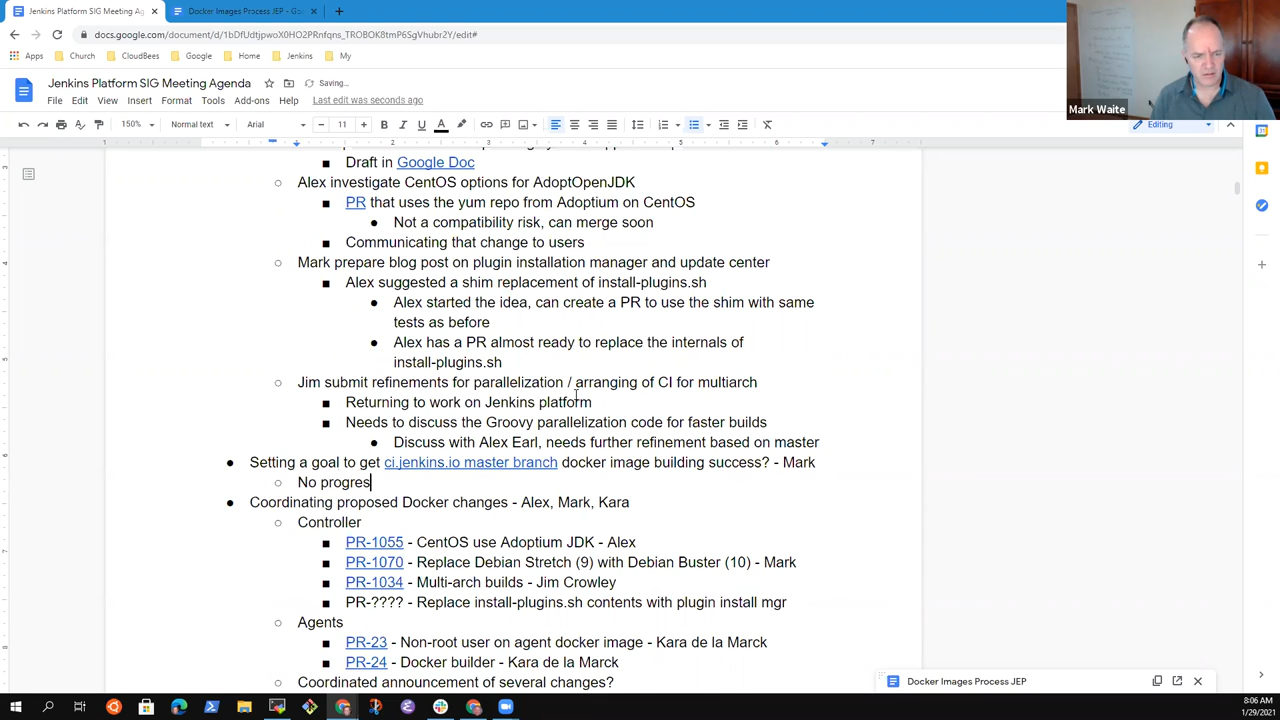 Jenkins Platform SIG Meeting Ag
Docker Images Process JEP - Goo
docs.google.com/document/d/1bDfUdtjpwoX0HO2PRnfqns_TROBOK8tmP6SgVhubr2Y/edit#
Apps Church CloudBees Google Home Jenkins My
Jenkins Platform SIG Meeting Agenda Saving...
File Edit View Insert Format Tools Add-ons Help Last edit was seconds ago
Mark Waite
150% Normal text Arial 11 Editing
1 2 3 4 5 6 7
Draft in Google Doc
Alex investigate CentOS options for AdoptOpenJDK
PR that uses the yum repo from Adoptium on CentOS
Not a compatibility risk, can merge soon
Communicating that change to users
Mark prepare blog post on plugin installation manager and update center
Alex suggested a shim replacement of install-plugins.sh
Alex started the idea, can create a PR to use the shim with same
tests as before
Alex has a PR almost ready to replace the internals of
install-plugins.sh
Jim submit refinements for parallelization / arranging of CI for multiarch
Returning to work on Jenkins platform
Needs to discuss the Groovy parallelization code for faster builds
Discuss with Alex Earl, needs further refinement based on master
Setting a goal to get ci.jenkins.io master branch docker image building success? - Mark
No progres
Coordinating proposed Docker changes - Alex, Mark, Kara
Controller
PR-1055 - CentOS use Adoptium JDK - Alex
PR-1070 - Replace Debian Stretch (9) with Debian Buster (10) - Mark
PR-1034 - Multi-arch builds - Jim Crowley
PR-???? - Replace install-plugins.sh contents with plugin install mgr
Agents
PR-23 - Non-root user on agent docker image - Kara de la Marck
PR-24 - Docker builder - Kara de la Marck
Coordinated announcement of several changes?
Docker Images Process JEP
8:06 AM
1/29/2021